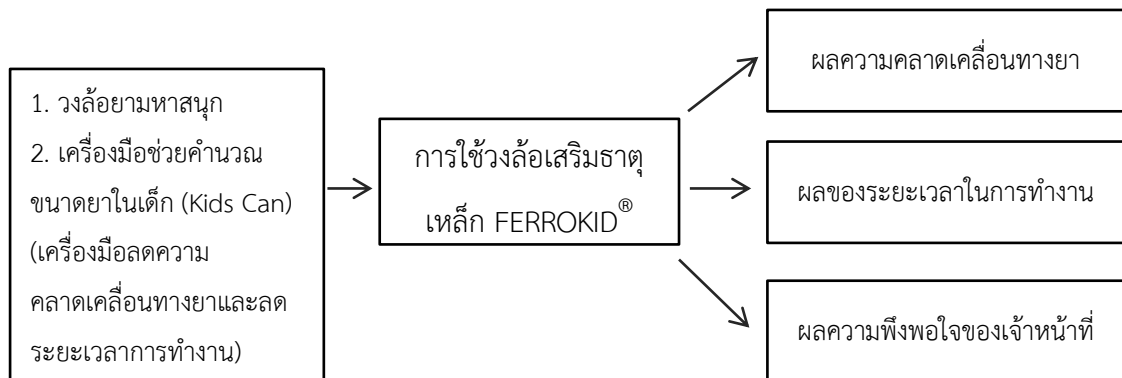 1. วงล้อยามหาสนุก
2. เครื่องมือช่วยคำนวณ
ขนาดยาในเด็ก (Kids Can)
(เครื่องมือลดความ
คลาดเคลื่อนทางยาและลด
ระยะเวลาการทำงาน)
การใช้วงล้อเสริมธาตุ
เหล็ก FERROKID®
ผลความคลาดเคลื่อนทางยา
ผลของระยะเวลาในการทำงาน
ผลความพึงพอใจของเจ้าหน้าที่